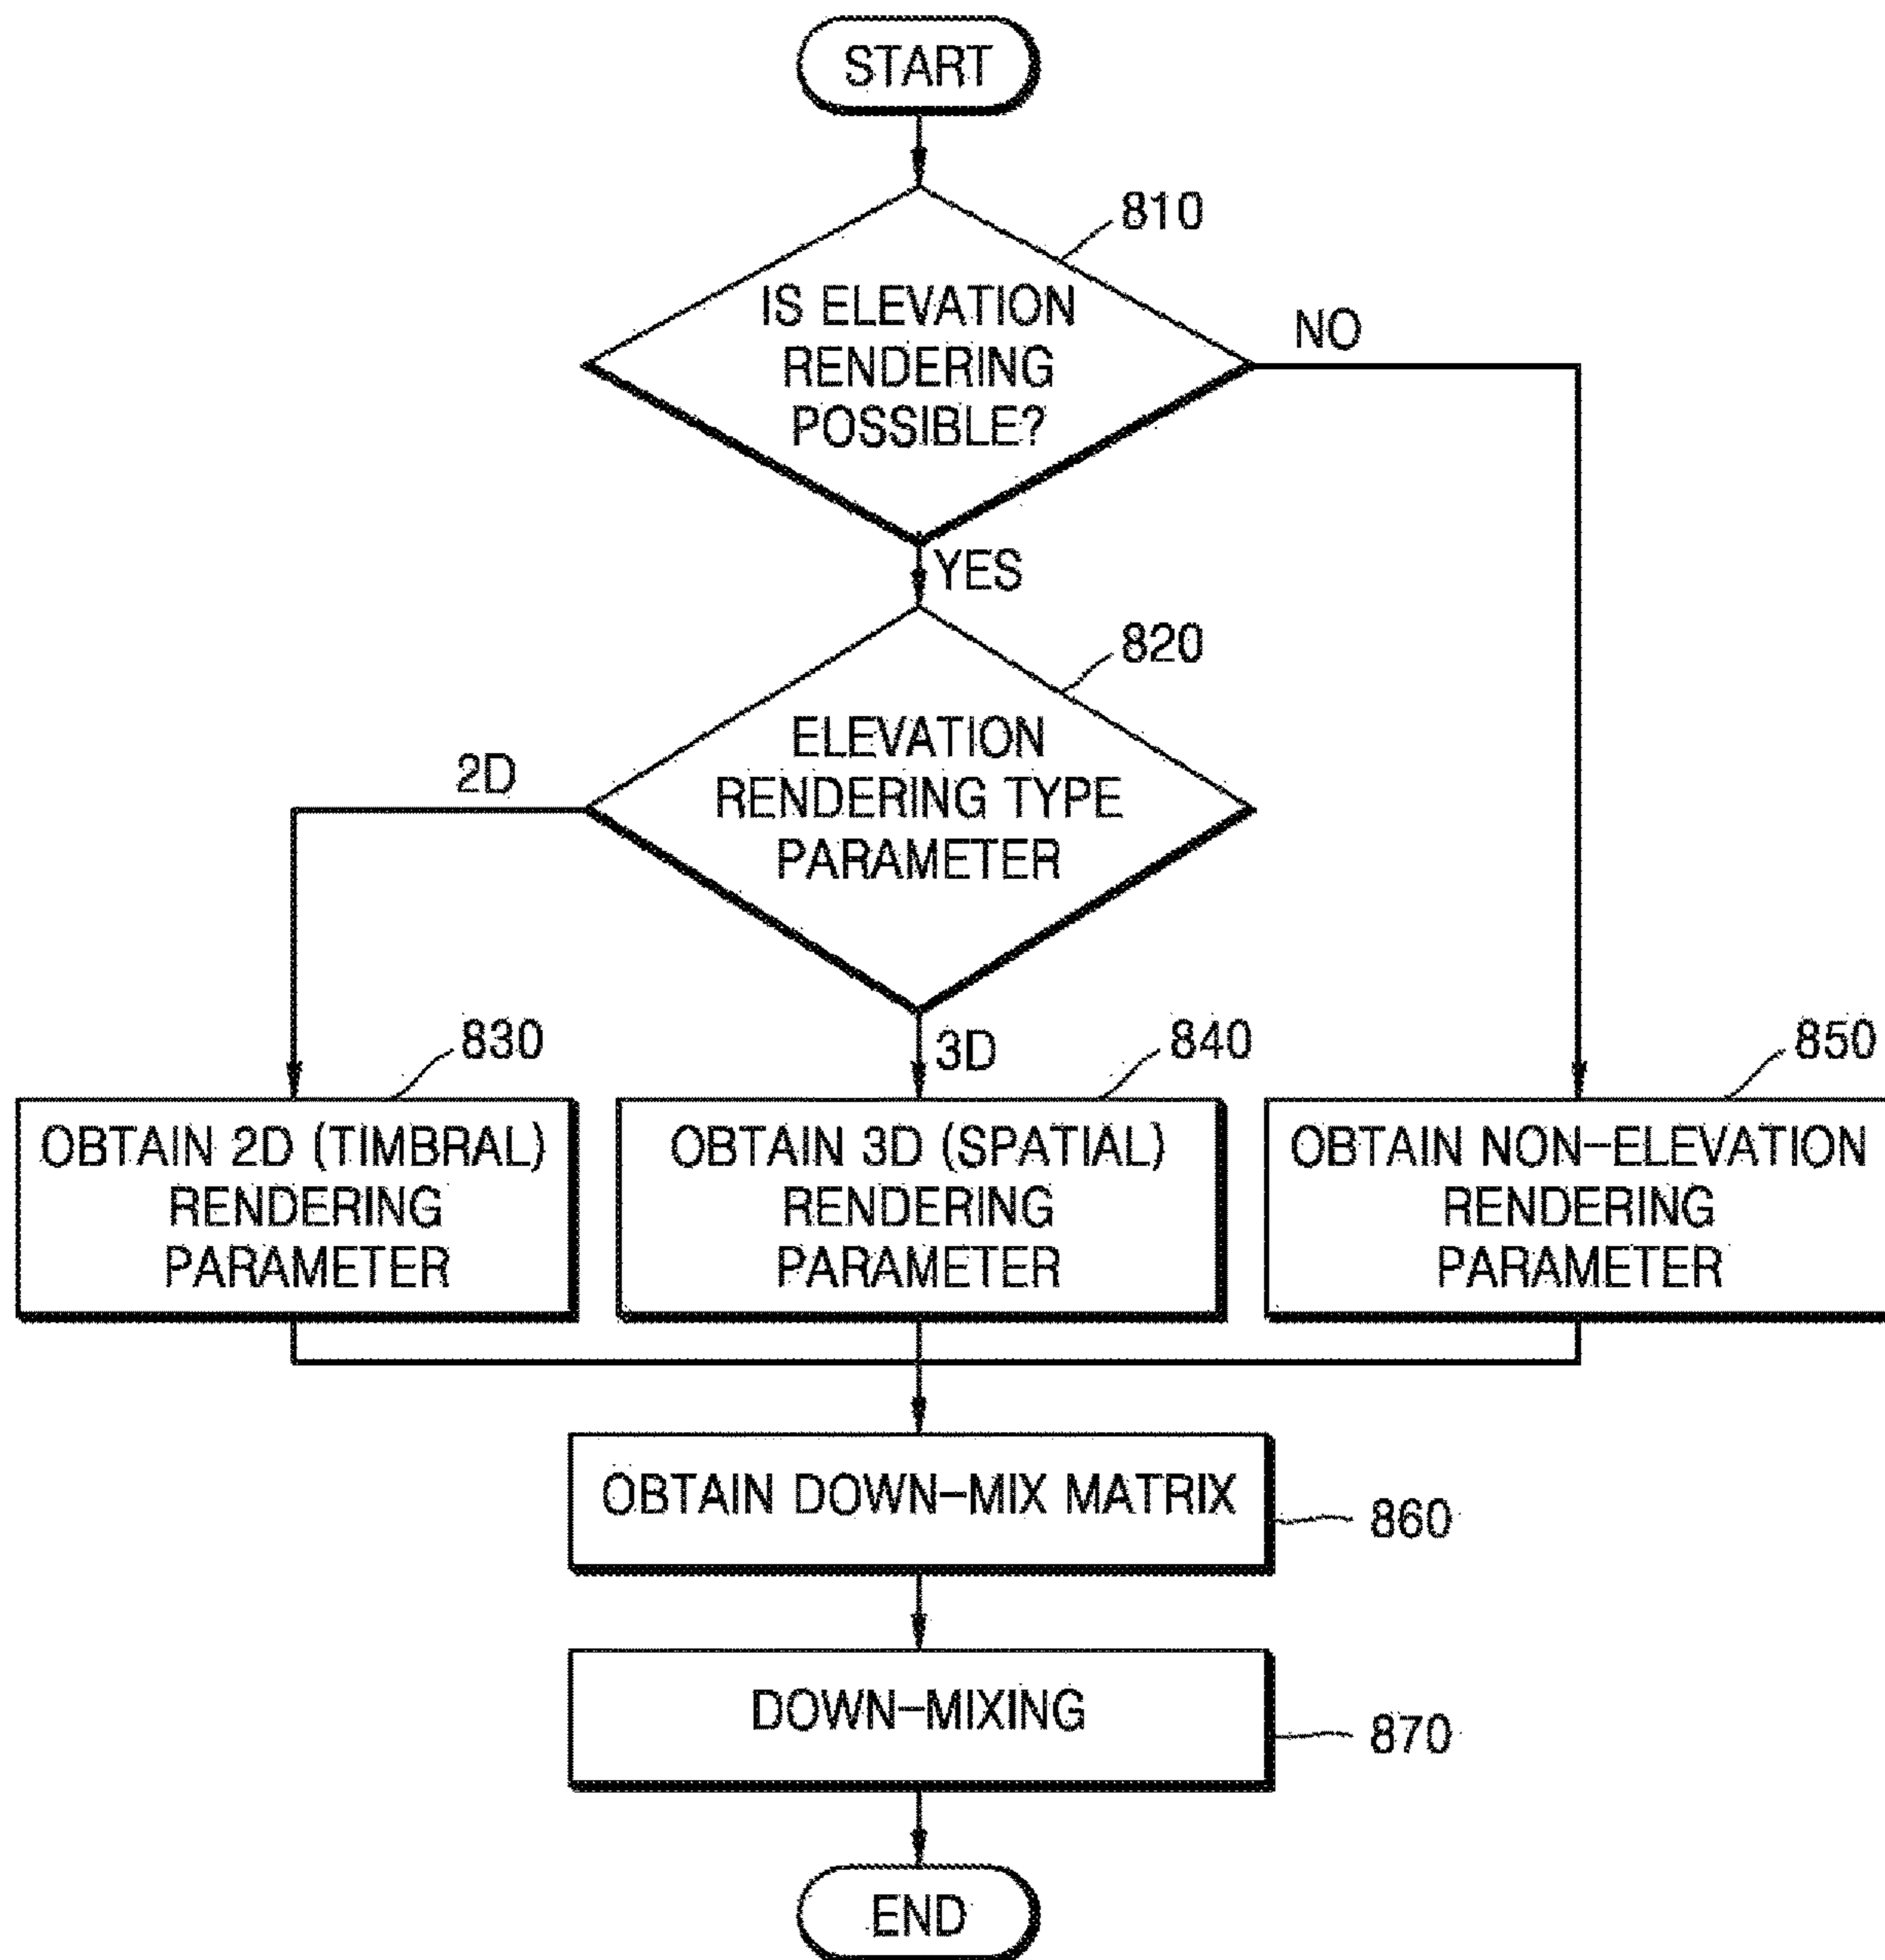 START
810
IS ELEVATION
RENDERING
POSSIBLE?
NO
YES
820
ELEVATION
RENDERING TYPE
PARAMETER
2D
3D
830
OBTAIN 2D (TIMBRAL)
RENDERING
PARAMETER
840
OBTAIN 3D (SPATIAL)
RENDERING
PARAMETER
850
OBTAIN NON-ELEVATION
RENDERING
PARAMETER
OBTAIN DOWN-MIX MATRIX
860
DOWN-MIXING
870
END